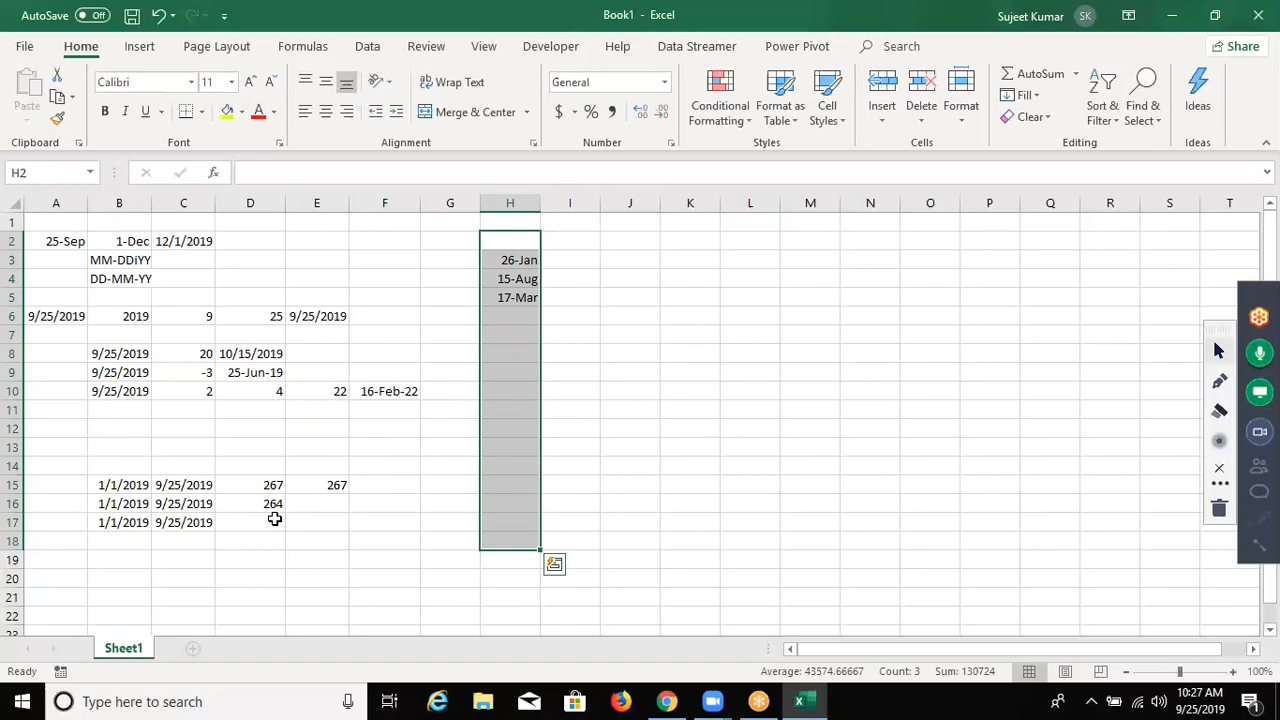 AutoSave Off Book1 - Excel Sujeet Kumar SK
File Home Insert Page Layout Formulas Data Review View Developer Help Data Streamer Power Pivot Search Share
Paste Calibri 11 Wrap Text General Conditional Formatting Format as Table Cell Styles Insert Delete Format AutoSum Fill Clear Sort & Filter Find & Select Ideas
B I U A Merge & Center $ % ,
Clipboard Font Alignment Number Styles Cells Editing Ideas
H2 fx
A B C D E F G H I J K L M N O P Q R S T
1
2 25-Sep 1-Dec 12/1/2019
3 MM-DDiYY 26-Jan
4 DD-MM-YY 15-Aug
5 17-Mar
6 9/25/2019 2019 9 25 9/25/2019
7
8 9/25/2019 20 10/15/2019
9 9/25/2019 -3 25-Jun-19
10 9/25/2019 2 4 22 16-Feb-22
11
12
13
14
15 1/1/2019 9/25/2019 267 267
16 1/1/2019 9/25/2019 264
17 1/1/2019 9/25/2019
18
19
20
21
22
23
Sheet1
Ready Average: 43574.66667 Count: 3 Sum: 130724 100%
Type here to search 10:27 AM
9/25/2019 1